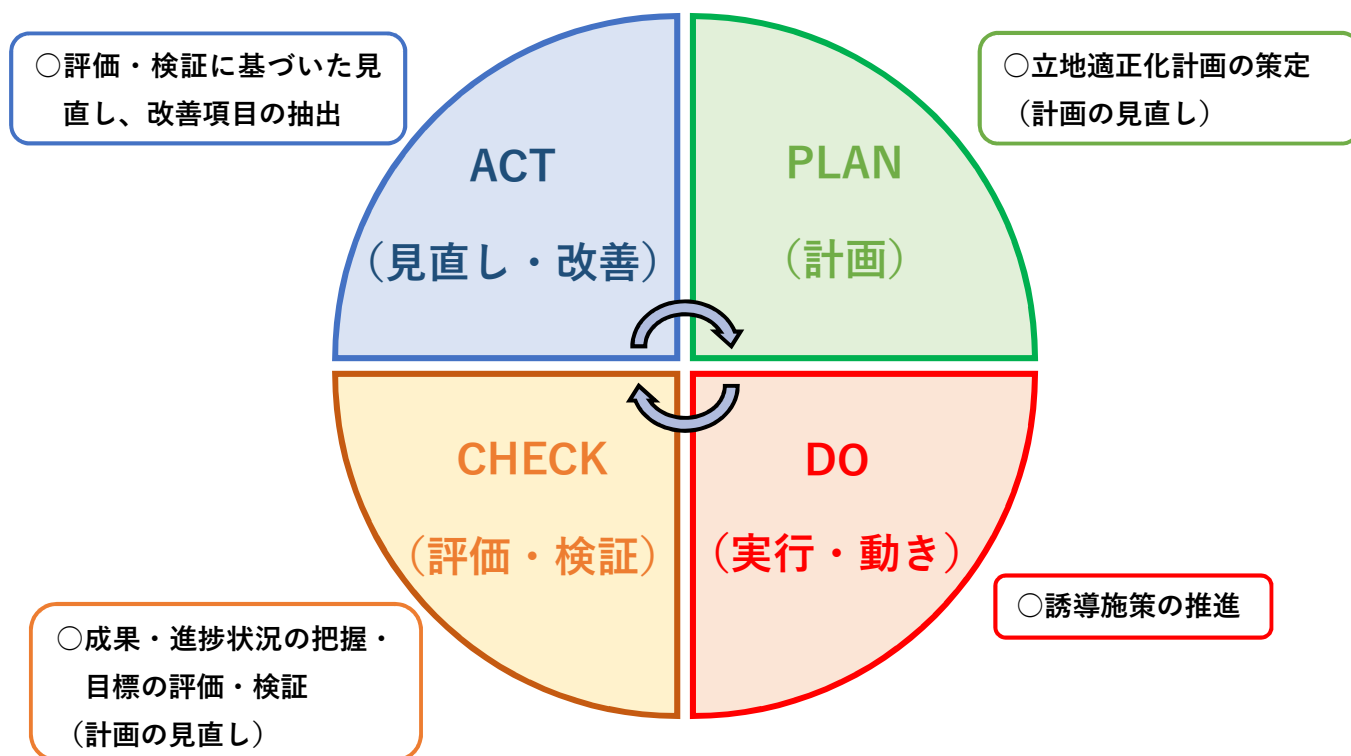 ○評価・検証に基づいた見
直し、改善項目の抽出
ACT
(見直し・改善)
PLAN
(計画)
○立地適正化計画の策定
(計画の見直し)
CHECK
(評価・検証)
○成果・進捗状況の把握・
目標の評価・検証
(計画の見直し)
DO
(実行・動き)
○誘導施策の推進